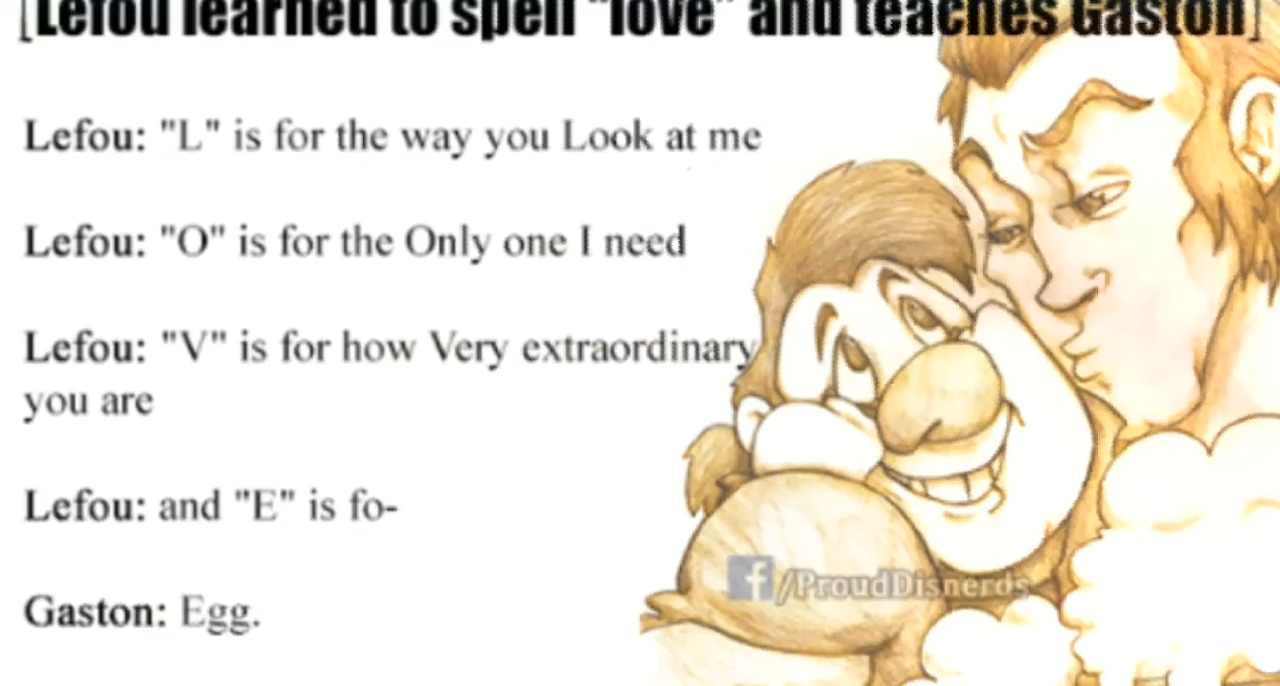 [Lefou learned to spell "love" and teaches Gaston]
Lefou: "L" is for the way you Look at me
Lefou: "O" is for the Only one I need
Lefou: "V" is for how Very extraordinary
you are
Lefou: and "E" is fo-
Gaston: Egg.
f/ProudDisnerds